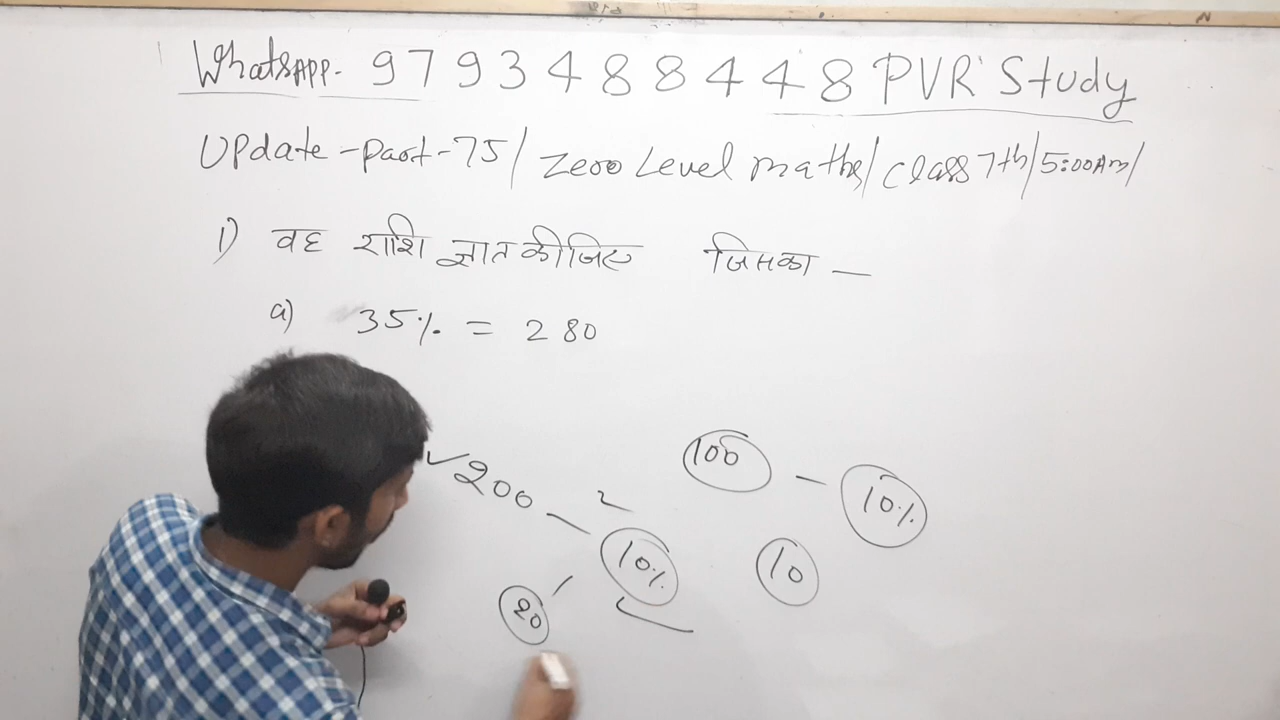 WhatsAPP- 9793488448 PVR Study
Update-Part-75/ Zero Level maths/ class 7th/5:00Am/
1) वह राशि ज्ञात कीजिए जिसका —
a) 35% = 280
✓200 — 10%
100 — 10%
20
10